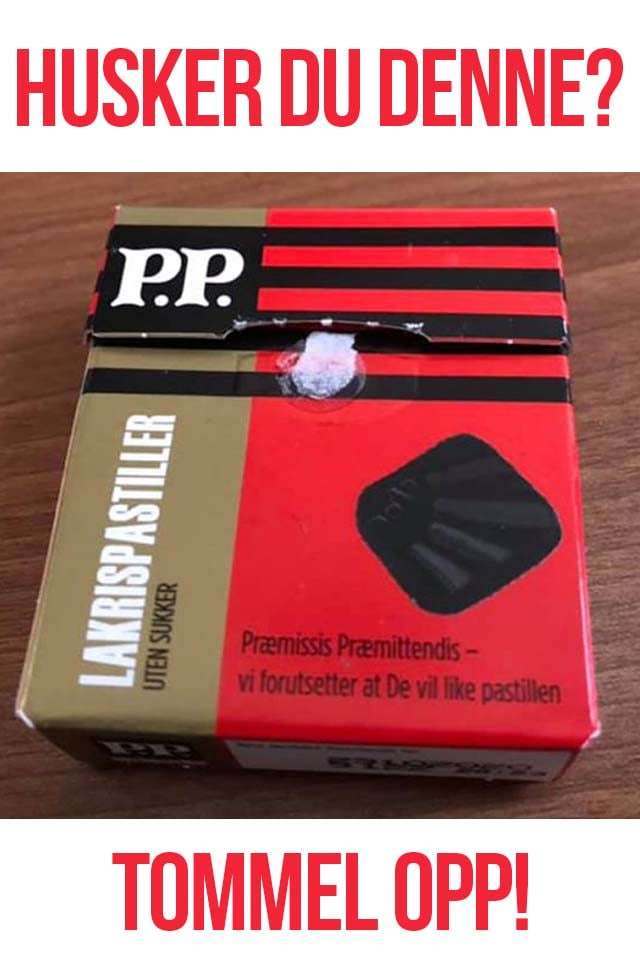 HUSKER DU DENNE?
P.P.
LAKRISPASTILLER
UTEN SUKKER
Præmissis Præmittendis –
vi forutsetter at De vil like pastillen
P.P.
TOMMEL OPP!